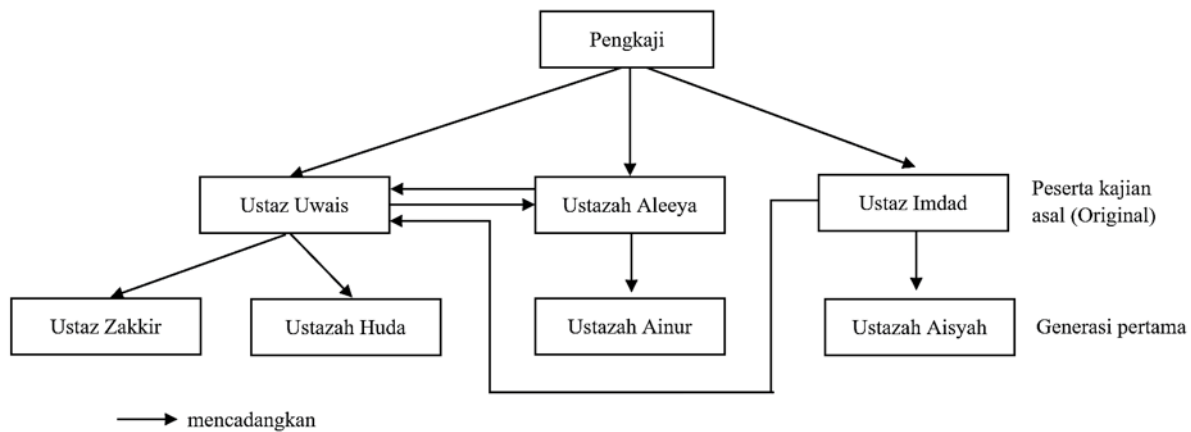 Pengkaji
Ustaz Uwais
Ustazah Aleeya
Ustaz Imdad
Peserta kajian
asal (Original)
Ustaz Zakkir
Ustazah Huda
Ustazah Ainur
Ustazah Aisyah
Generasi pertama
mencadangkan